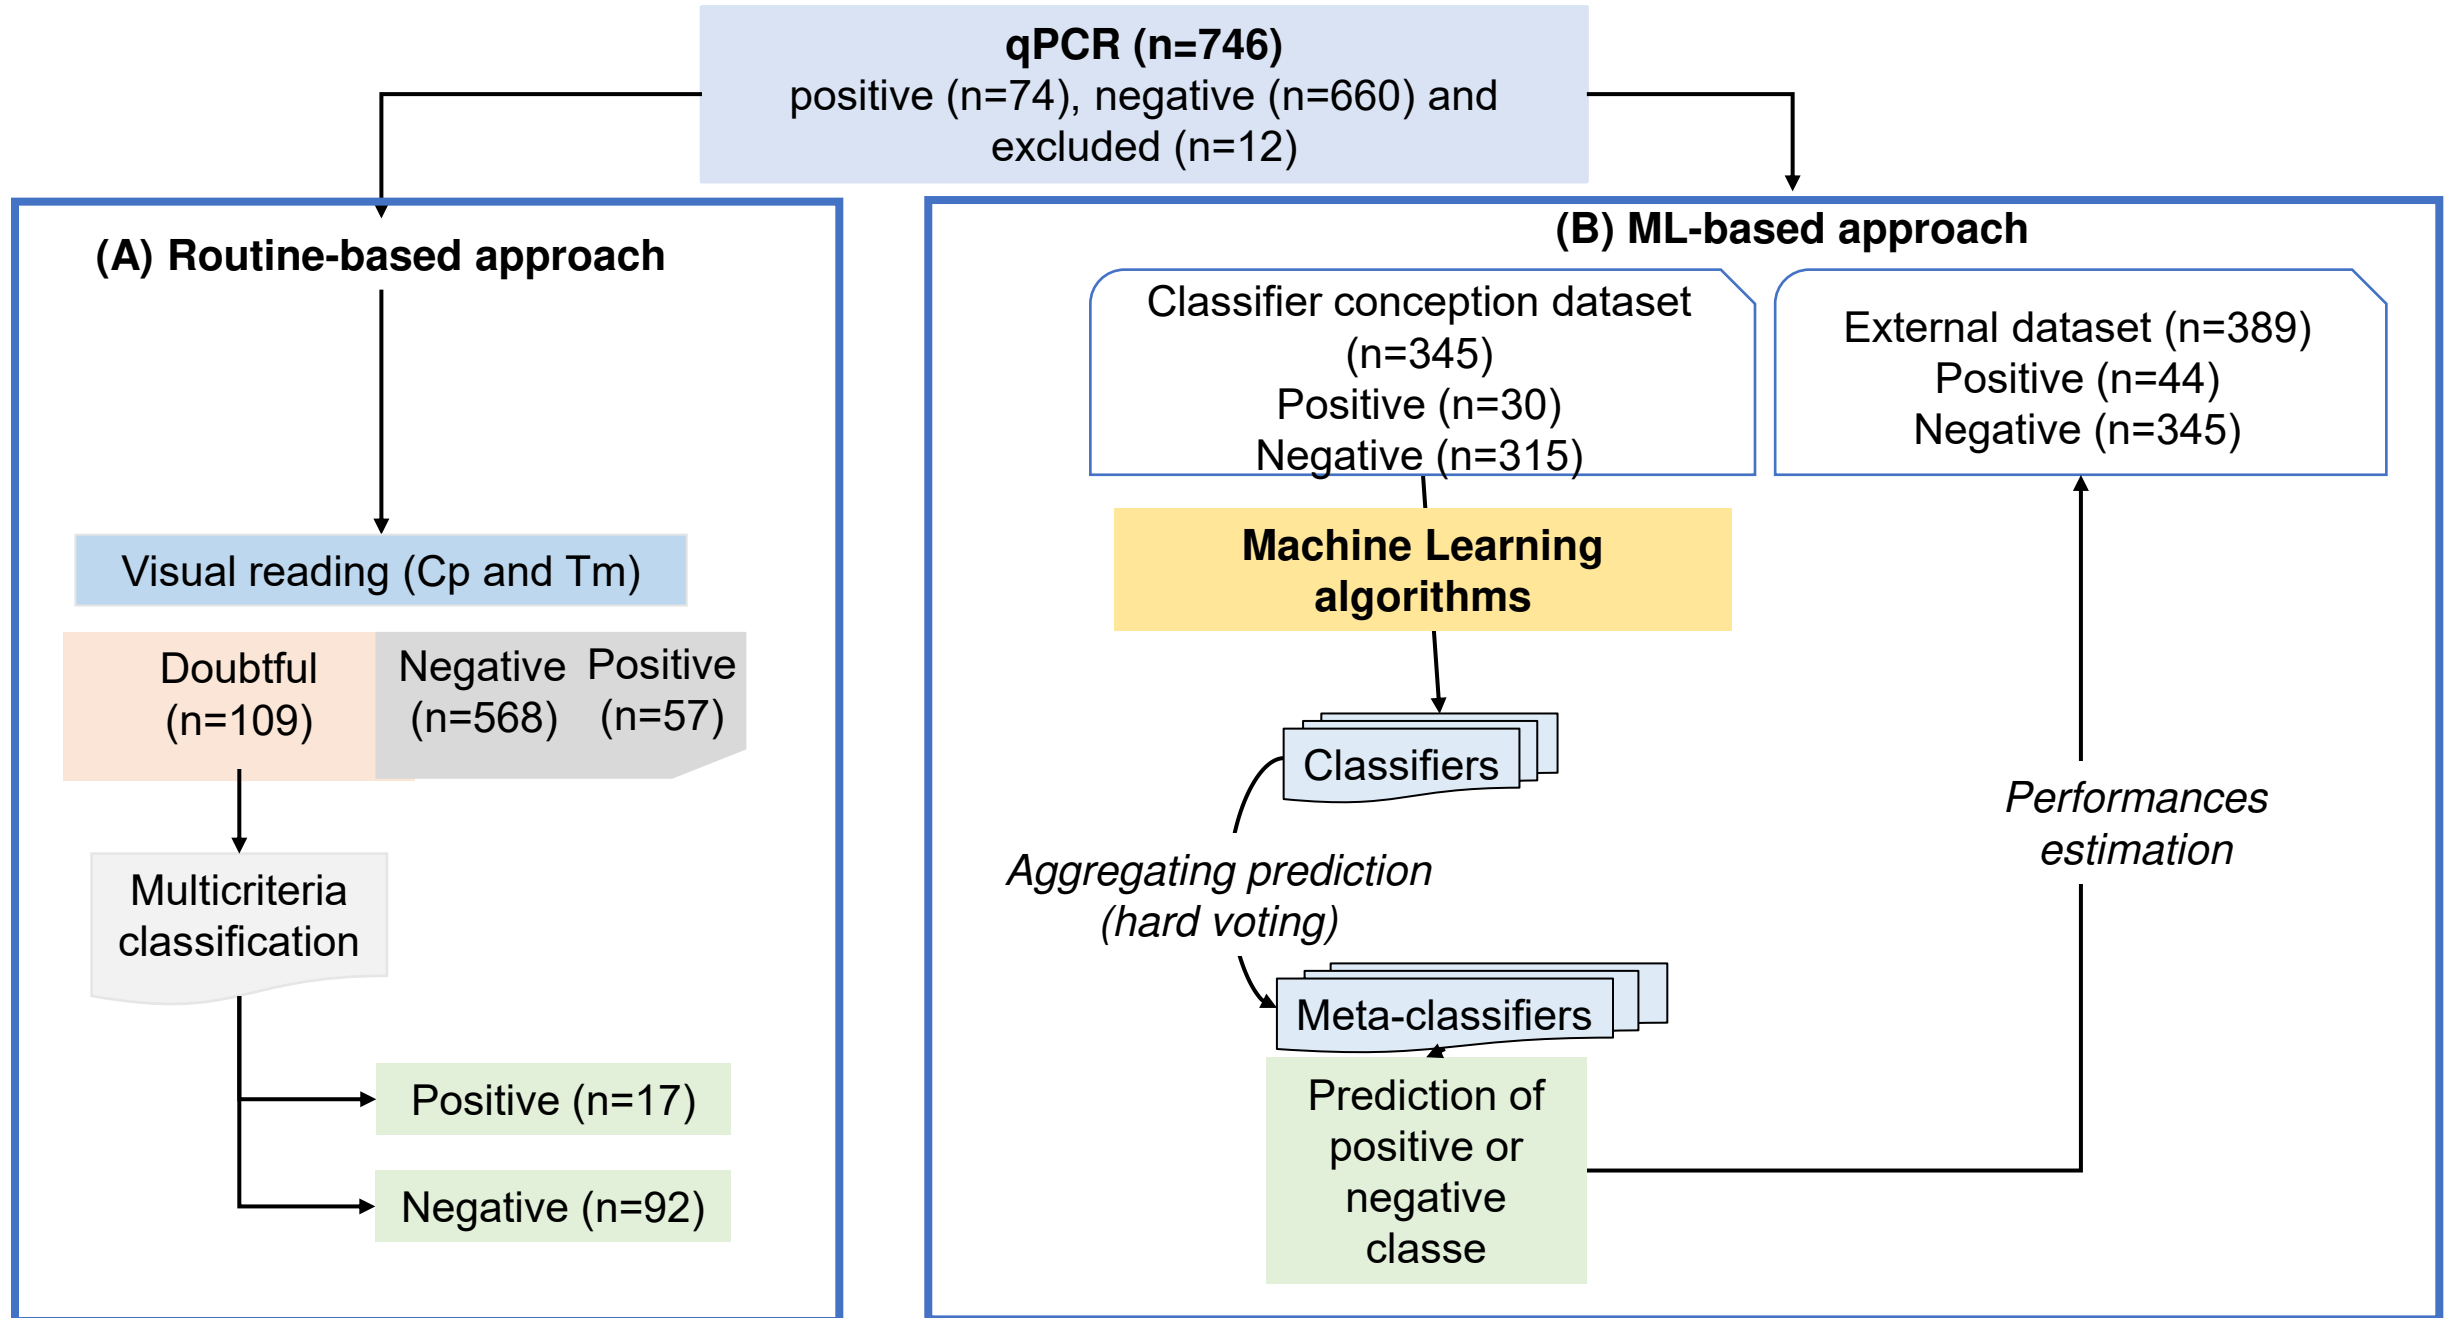 qPCR (n=746)
positive (n=74), negative (n=660) and
excluded (n=12)
(A) Routine-based approach
Visual reading (Cp and Tm)
Doubtful
(n=109)
Negative
(n=568)
Positive
(n=57)
Multicriteria
classification
Positive (n=17)
Negative (n=92)
(B) ML-based approach
Classifier conception dataset
(n=345)
Positive (n=30)
Negative (n=315)
External dataset (n=389)
Positive (n=44)
Negative (n=345)
Machine Learning
algorithms
Classifiers
Aggregating prediction
(hard voting)
Meta-classifiers
Prediction of
positive or
negative
classe
Performances
estimation